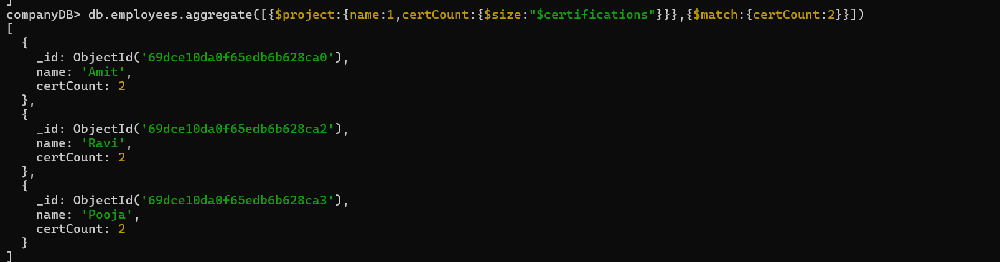 ]
companyDB> db.employees.aggregate([{$project:{name:1,certCount:{$size:"$certifications"}}},{$match:{certCount:2}}])
[
  {
    _id: ObjectId('69dce10da0f65edb6b628ca0'),
    name: 'Amit',
    certCount: 2
  },
  {
    _id: ObjectId('69dce10da0f65edb6b628ca2'),
    name: 'Ravi',
    certCount: 2
  },
  {
    _id: ObjectId('69dce10da0f65edb6b628ca3'),
    name: 'Pooja',
    certCount: 2
  }
]